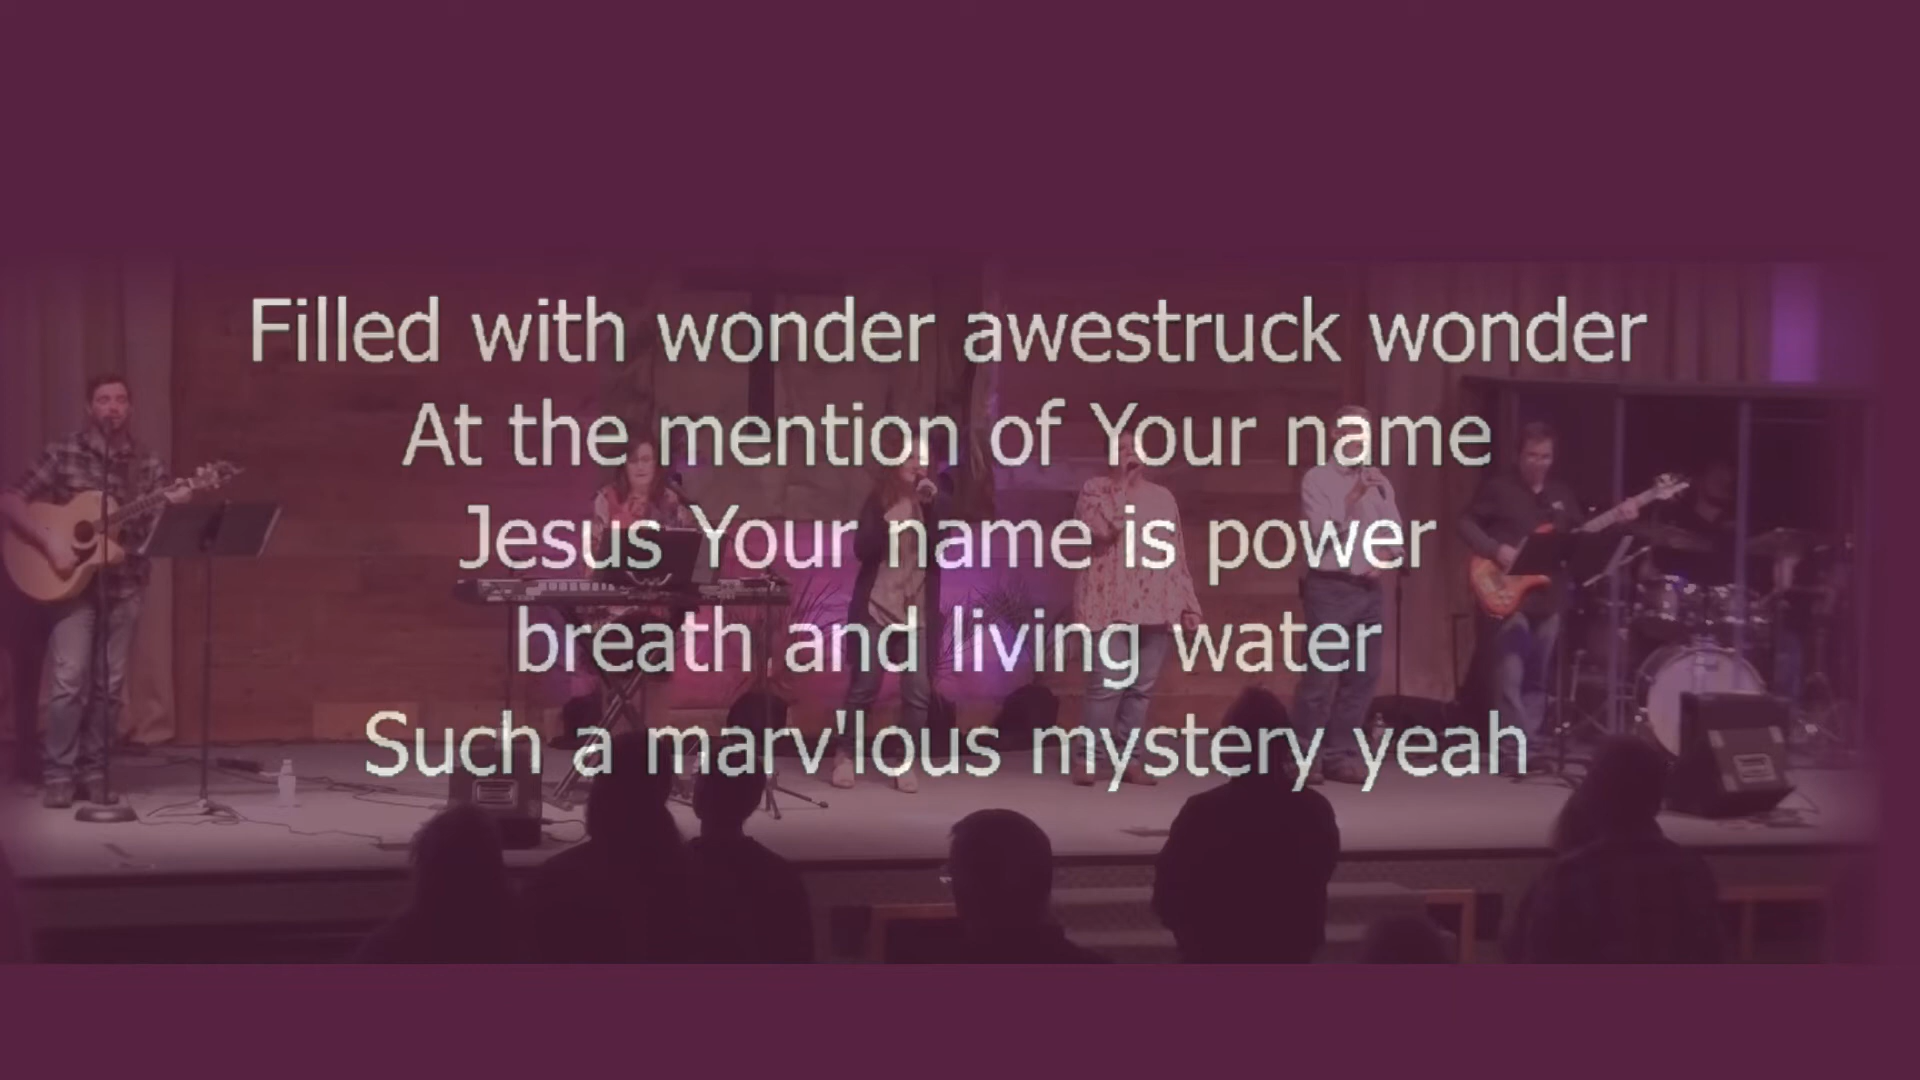 Filled with wonder awestruck wonder
At the mention of Your name
Jesus Your name is power
breath and living water
Such a marv'lous mystery yeah